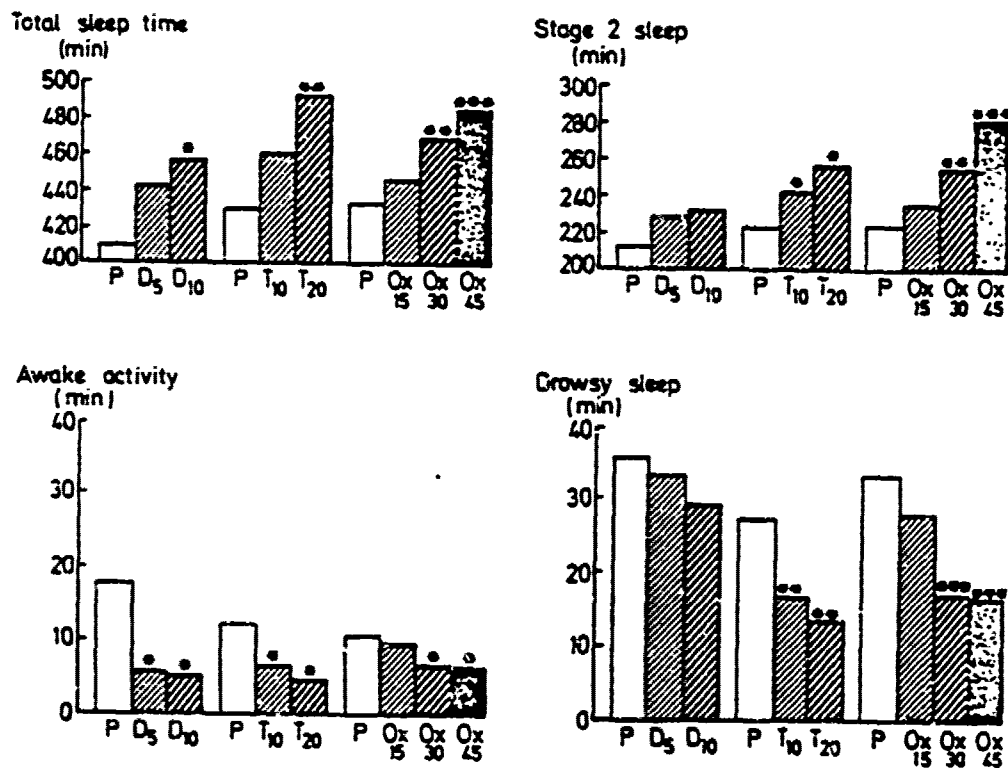 Total sleep time
(min)
500
480
460
440
420
400
P D5 D10 P T10 T20 P Ox 15 Ox 30 Ox 45
Stage 2 sleep
(min)
300
280
260
240
220
200
P D5 D10 P T10 T20 P Ox 15 Ox 30 Ox 45
Awake activity
(min)
40
30
20
10
0
P D5 D10 P T10 T20 P Ox 15 Ox 30 Ox 45
Drowsy sleep
(min)
40
30
20
10
0
P D5 D10 P T10 T20 P Ox 15 Ox 30 Ox 45